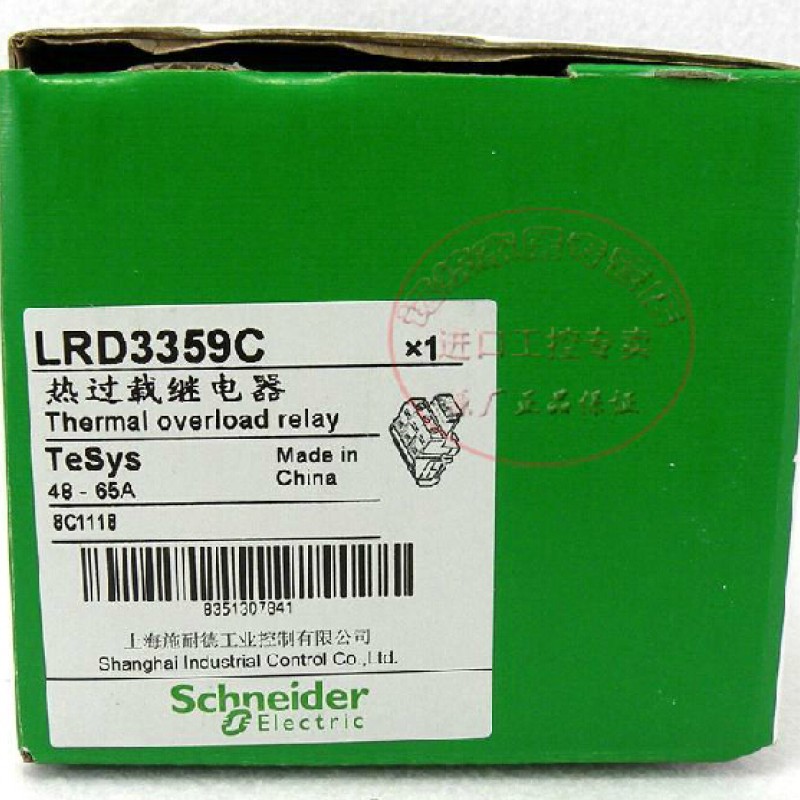 LRD3359C ×1
热过载继电器
Thermal overload relay
TeSys Made in China
48 - 65A
8C1118
8351307841
上海施耐德工业控制有限公司
Shanghai Industrial Control Co.,Ltd.
Schneider
Electric
进口工控专卖
原厂正品保证